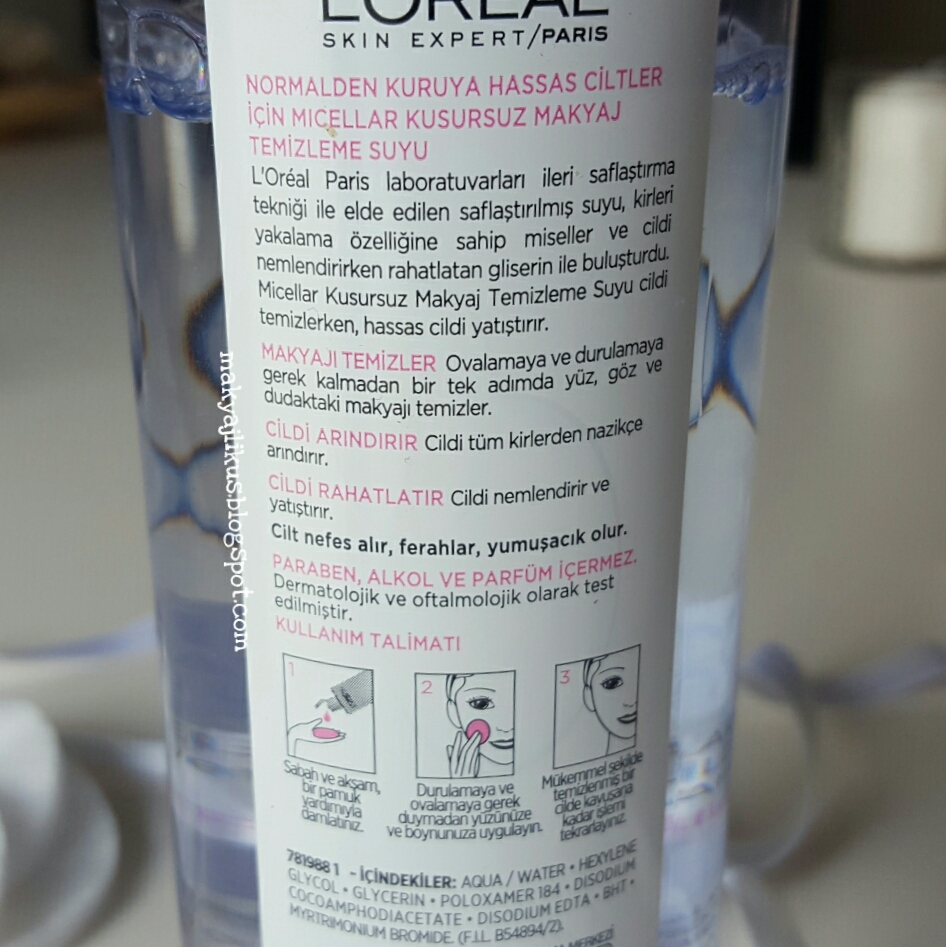 L'ORÉAL
SKIN EXPERT/PARIS
NORMALDEN KURUYA HASSAS CİLTLER
İÇİN MICELLAR KUSURSUZ MAKYAJ
TEMİZLEME SUYU
L'Oréal Paris laboratuvarları ileri saflaştırma
tekniği ile elde edilen saflaştırılmış suyu, kirleri
yakalama özelliğine sahip miseller ve cildi
nemlendirirken rahatlatan gliserin ile buluşturdu.
Micellar Kusursuz Makyaj Temizleme Suyu cildi
temizlerken, hassas cildi yatıştırır.
MAKYAJI TEMİZLER Ovalamaya ve durulamaya
gerek kalmadan bir tek adımda yüz, göz ve
dudaktaki makyajı temizler.
CİLDİ ARINDIRIR Cildi tüm kirlerden nazikçe
arındırır.
CİLDİ RAHATLATIR Cildi nemlendirir ve
yatıştırır.
Cilt nefes alır, ferahlar, yumuşacık olur.
PARABEN, ALKOL VE PARFÜM İÇERMEZ.
Dermatolojik ve oftalmolojik olarak test
edilmiştir.
KULLANIM TALİMATI
1
Sabah ve akşam,
bir pamuk
yardımıyla
damlatınız.
2
Durulamaya ve
ovalamaya gerek
duymadan yüzünüze
ve boynunuza uygulayın.
3
Mükemmel şekilde
temizlenmiş bir
cilde kavuşana
kadar işlemi
tekrarlayınız.
781988 1 - İÇİNDEKİLER: AQUA / WATER • HEXYLENE
GLYCOL • GLYCERIN • POLOXAMER 184 • DISODIUM
COCOAMPHODIACETATE • DISODIUM EDTA • BHT •
MYRTRIMONIUM BROMIDE. (F.I.L. B54894/2).
MERKEZİ
makyajlikus.blogspot.com